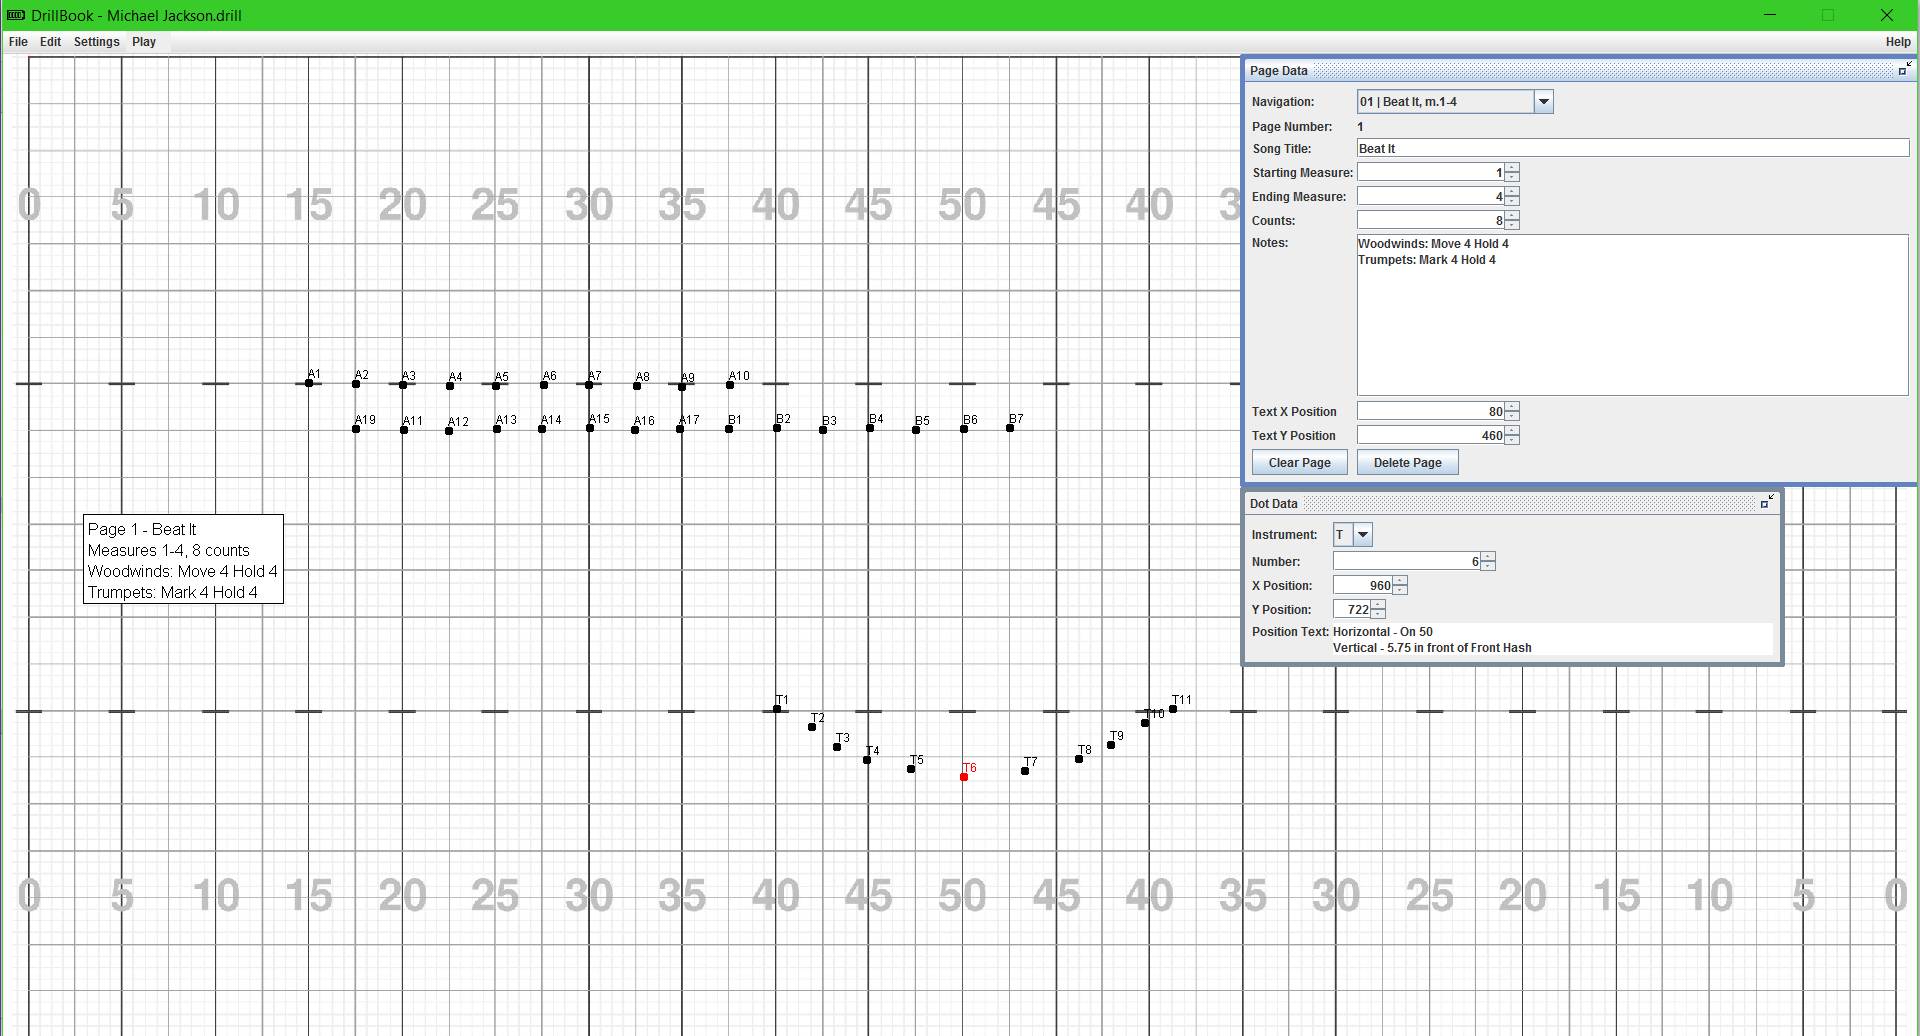 DrillBook - Michael Jackson.drill
File Edit Settings Play Help
0 5 10 15 20 25 30 35 40 45 50 45 40
A1 A2 A3 A4 A5 A6 A7 A8 A9 A10
A19 A11 A12 A13 A14 A15 A16 A17 B1 B2 B3 B4 B5 B6 B7
Page 1 - Beat It
Measures 1-4, 8 counts
Woodwinds: Move 4 Hold 4
Trumpets: Mark 4 Hold 4
T1 T2 T3 T4 T5 T6 T7 T8 T9 T10 T11
0 5 10 15 20 25 30 35 40 45 50 45 40 35 30 25 20 15 10 5 0
Page Data
Navigation: 01 | Beat It, m.1-4
Page Number: 1
Song Title: Beat It
Starting Measure: 1
Ending Measure: 4
Counts: 8
Notes: Woodwinds: Move 4 Hold 4
Trumpets: Mark 4 Hold 4
Text X Position 80
Text Y Position 460
Clear Page Delete Page
Dot Data
Instrument: T
Number: 6
X Position: 960
Y Position: 722
Position Text: Horizontal - On 50
Vertical - 5.75 in front of Front Hash